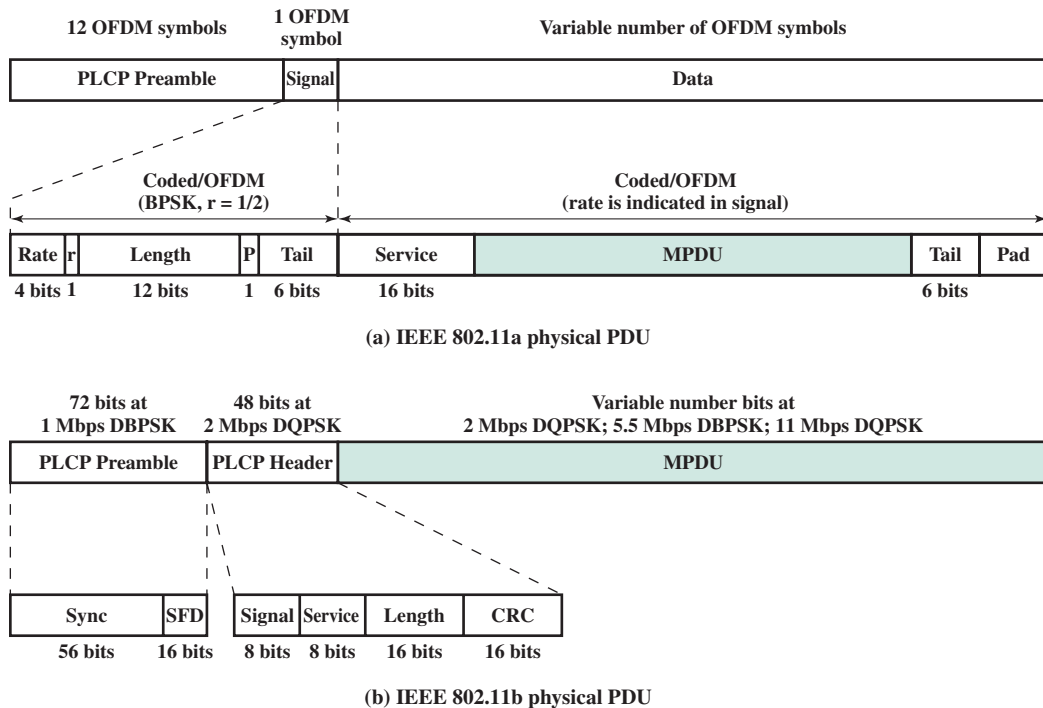 12 OFDM symbols
1 OFDM
symbol
Variable number of OFDM symbols
PLCP Preamble
Signal
Data
Coded/OFDM
(BPSK, r = 1/2)
Coded/OFDM
(rate is indicated in signal)
Rate
r
Length
P
Tail
Service
MPDU
Tail
Pad
4 bits
1
12 bits
1
6 bits
16 bits
6 bits
(a) IEEE 802.11a physical PDU
72 bits at
1 Mbps DBPSK
48 bits at
2 Mbps DQPSK
Variable number bits at
2 Mbps DQPSK; 5.5 Mbps DBPSK; 11 Mbps DQPSK
PLCP Preamble
PLCP Header
MPDU
Sync
SFD
Signal
Service
Length
CRC
56 bits
16 bits
8 bits
8 bits
16 bits
16 bits
(b) IEEE 802.11b physical PDU